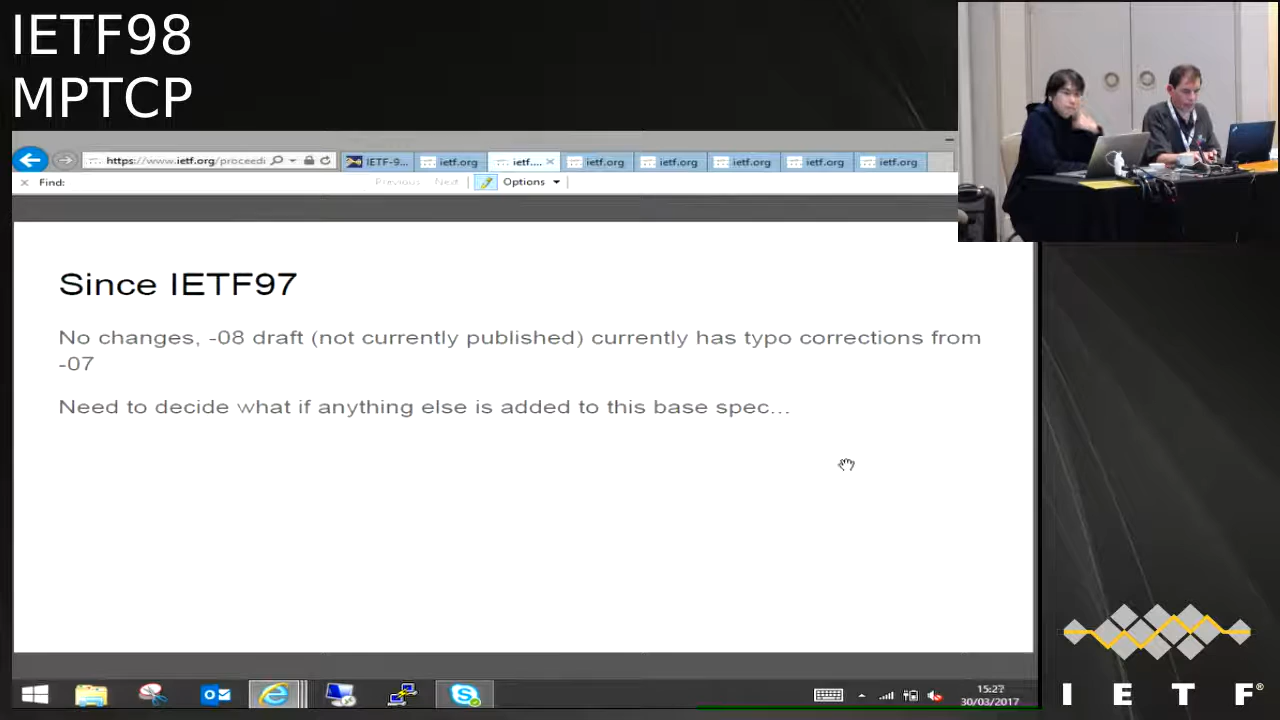 IETF98
MPTCP
https://www.ietf.org/proceedi
IETF-9...
ietf.org
ietf....
ietf.org
ietf.org
ietf.org
ietf.org
ietf.org
Find:
Previous
Next
Options
Since IETF97
No changes, -08 draft (not currently published) currently has typo corrections from
-07
Need to decide what if anything else is added to this base spec...
15:27
30/03/2017
I E T F®